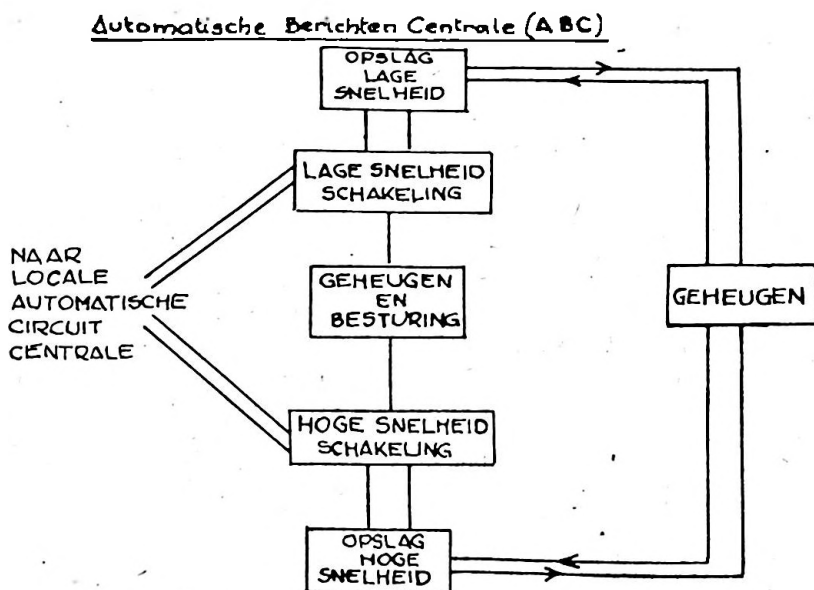 Automatische Berichten Centrale (ABC)
OPSLAG
LAGE
SNELHEID
LAGE SNELHEID
SCHAKELING
NAAR
LOCALE
AUTOMATISCHE
CIRCUIT
CENTRALE
GEHEUGEN
EN
BESTURING
GEHEUGEN
HOGE SNELHEID
SCHAKELING
OPSLAG
HOGE
SNELHEID